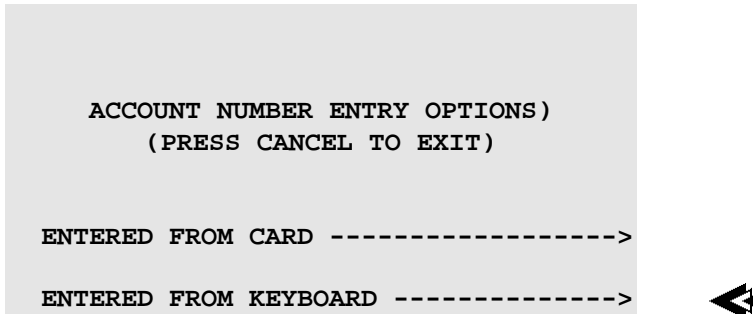 ACCOUNT NUMBER ENTRY OPTIONS)
(PRESS CANCEL TO EXIT)
ENTERED FROM CARD ------------------>
ENTERED FROM KEYBOARD -------------->